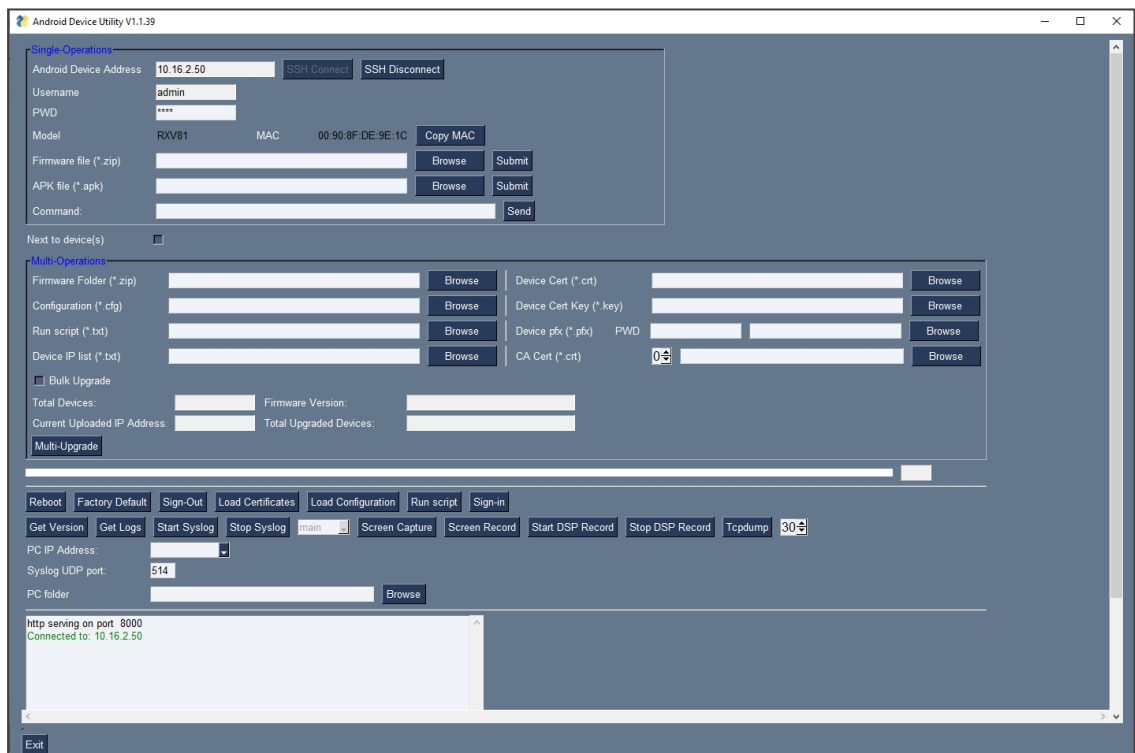 Android Device Utility V1.1.39
Single-Operations
Android Device Address 10.16.2.50 SSH Connect SSH Disconnect
Username admin
PWD ****
Model RXV81 MAC 00:90:8F:DE:9E:1C Copy MAC
Firmware file (*.zip) Browse Submit
APK file (*.apk) Browse Submit
Command: Send
Next to device(s)
Multi-Operations
Firmware Folder (*.zip) Browse Device Cert (*.crt) Browse
Configuration (*.cfg) Browse Device Cert Key (*.key) Browse
Run script (*.txt) Browse Device pfx (*.pfx) PWD Browse
Device IP list (*.txt) Browse CA Cert (*.crt) 0 Browse
Bulk Upgrade
Total Devices: Firmware Version:
Current Uploaded IP Address: Total Upgraded Devices:
Multi-Upgrade
Reboot Factory Default Sign-Out Load Certificates Load Configuration Run script Sign-in
Get Version Get Logs Start Syslog Stop Syslog main Screen Capture Screen Record Start DSP Record Stop DSP Record Tcpdump 30
PC IP Address:
Syslog UDP port: 514
PC folder Browse
http serving on port 8000
Connected to: 10.16.2.50
Exit